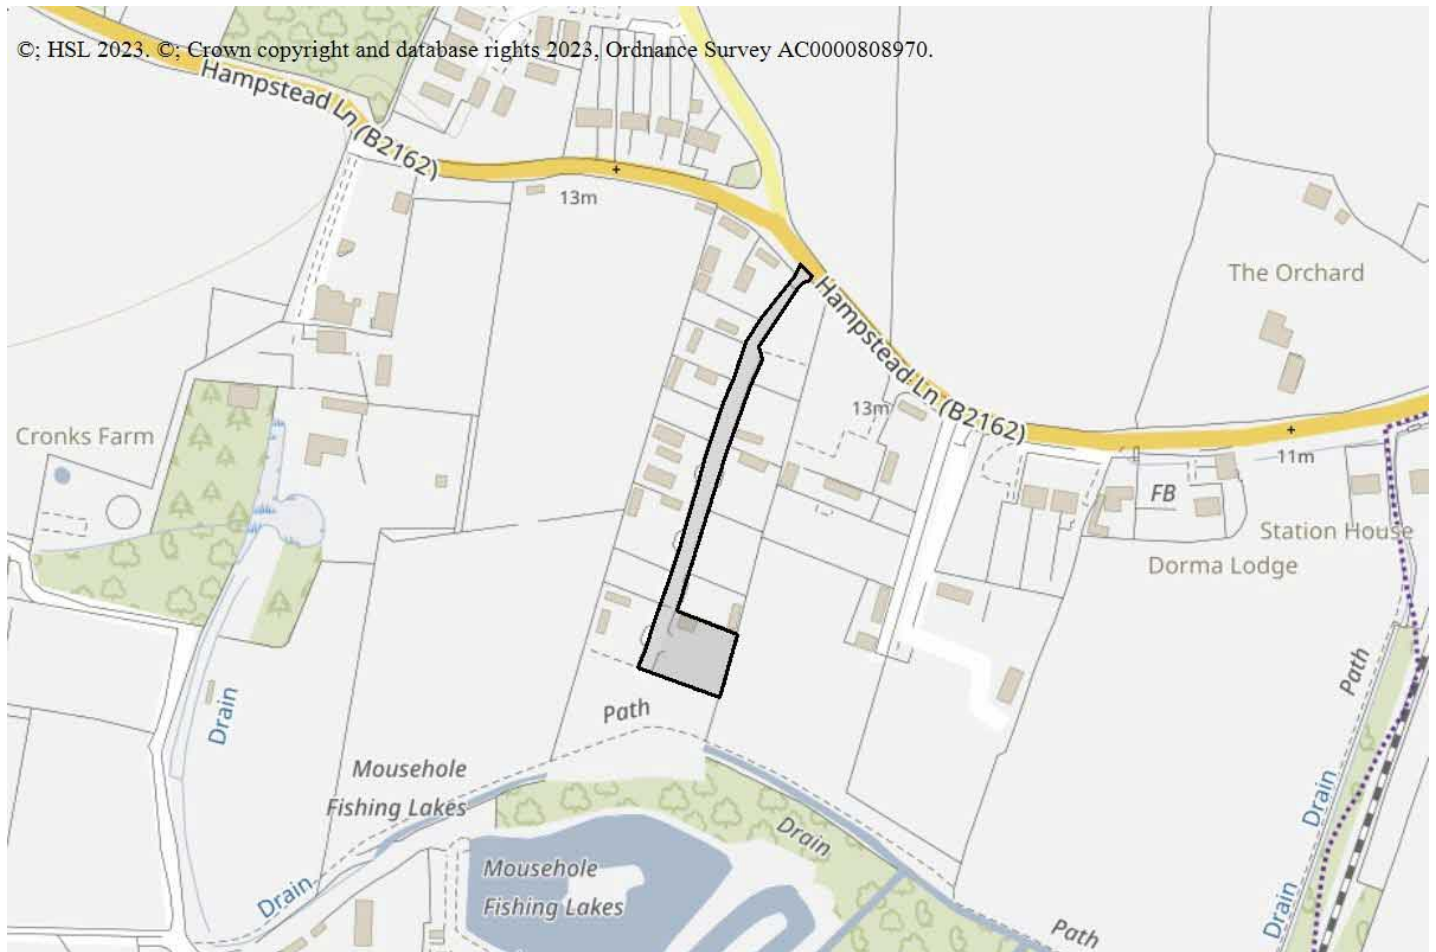 ©; HSL 2023. ©; Crown copyright and database rights 2023, Ordnance Survey AC0000808970.
Hampstead Ln (B2162)
13m
The Orchard
Hampstead Ln (B2162)
13m
Cronks Farm
11m
FB
Station House
Dorma Lodge
Path
Drain
Path
Mousehole
Fishing Lakes
Drain
Drain
Mousehole
Fishing Lakes
Drain
Drain
Path